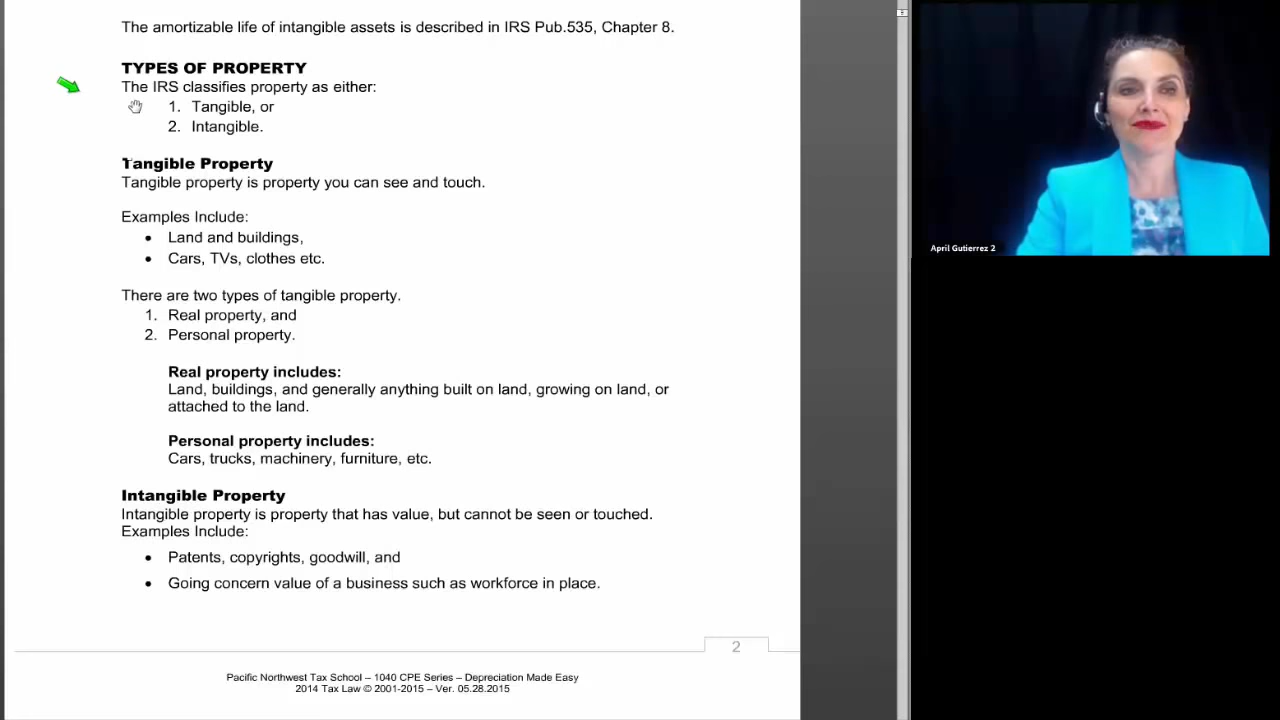 The amortizable life of intangible assets is described in IRS Pub.535, Chapter 8.
TYPES OF PROPERTY
The IRS classifies property as either:
1. Tangible, or
2. Intangible.
Tangible Property
Tangible property is property you can see and touch.
Examples Include:
• Land and buildings,
• Cars, TVs, clothes etc.
There are two types of tangible property.
1. Real property, and
2. Personal property.
Real property includes:
Land, buildings, and generally anything built on land, growing on land, or
attached to the land.
Personal property includes:
Cars, trucks, machinery, furniture, etc.
Intangible Property
Intangible property is property that has value, but cannot be seen or touched.
Examples Include:
• Patents, copyrights, goodwill, and
• Going concern value of a business such as workforce in place.
2
Pacific Northwest Tax School – 1040 CPE Series – Depreciation Made Easy
2014 Tax Law © 2001-2015 – Ver. 05.28.2015
April Gutierrez 2